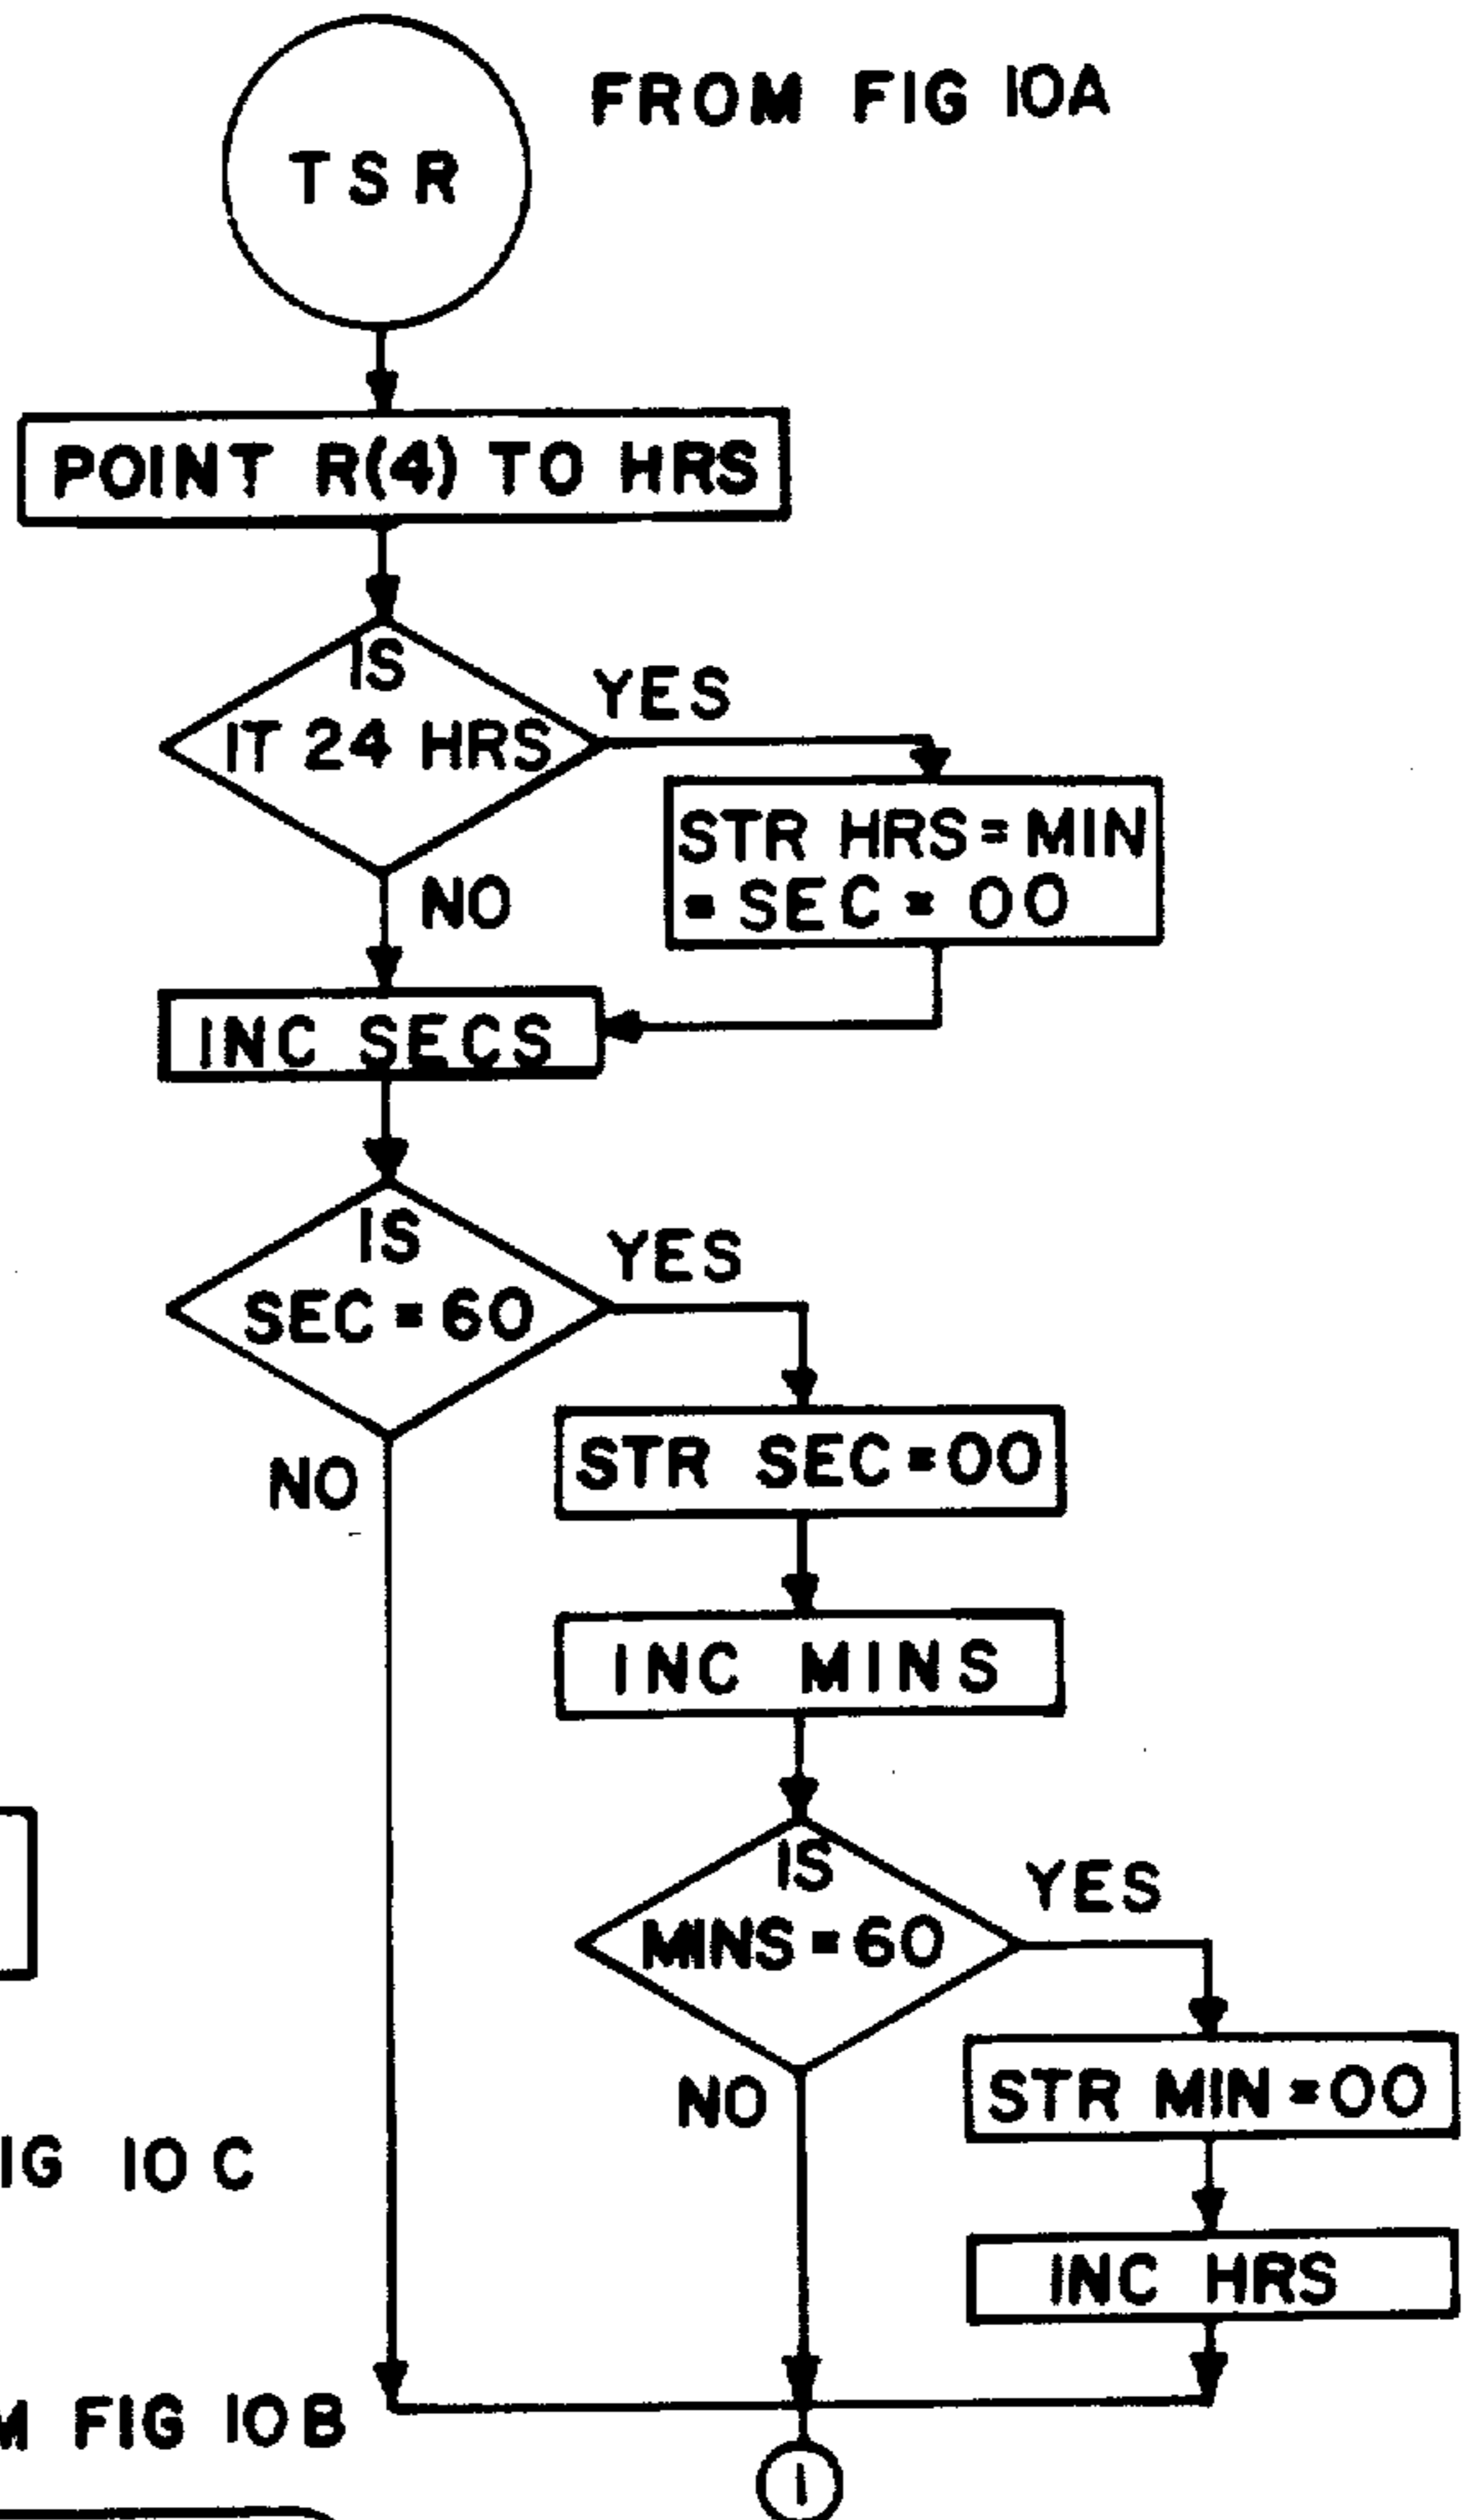 FROM FIG 10A
TSR
POINT R(4) TO HRS
IS
IT 24 HRS
YES
STR HRS=MIN
= SEC = 00
NO
INC SECS
IS
SEC=60
YES
NO
STR SEC=00
INC MINS
IS
MINS=60
YES
NO
STR MIN=00
IG 10C
INC HRS
M FIG 10B
1